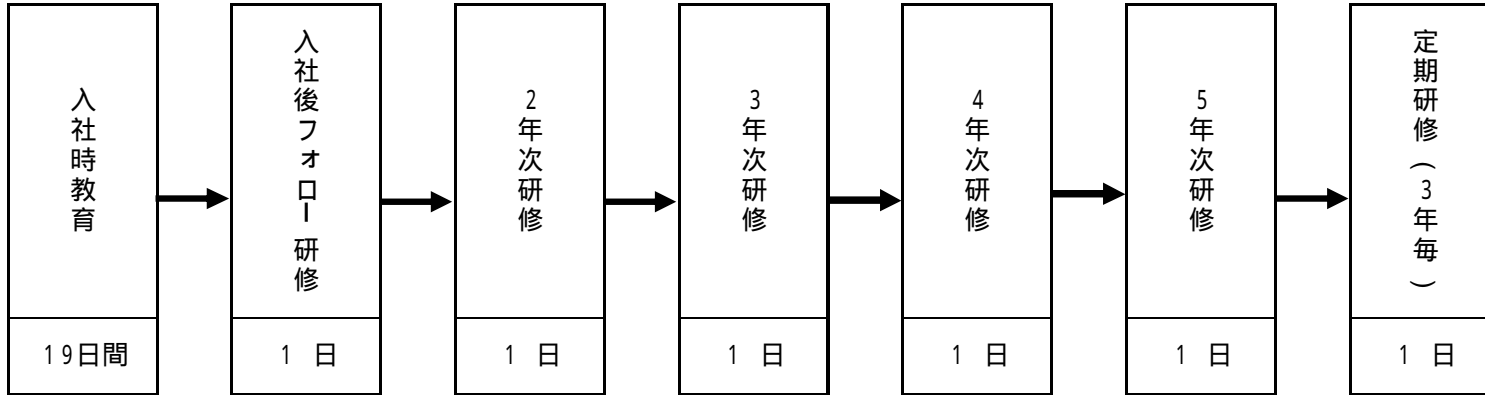 入社時教育
19日間
入社後フォロー研修
1 日
2年次研修
1 日
3年次研修
1 日
4年次研修
1 日
5年次研修
1 日
定期研修(3年毎)
1 日